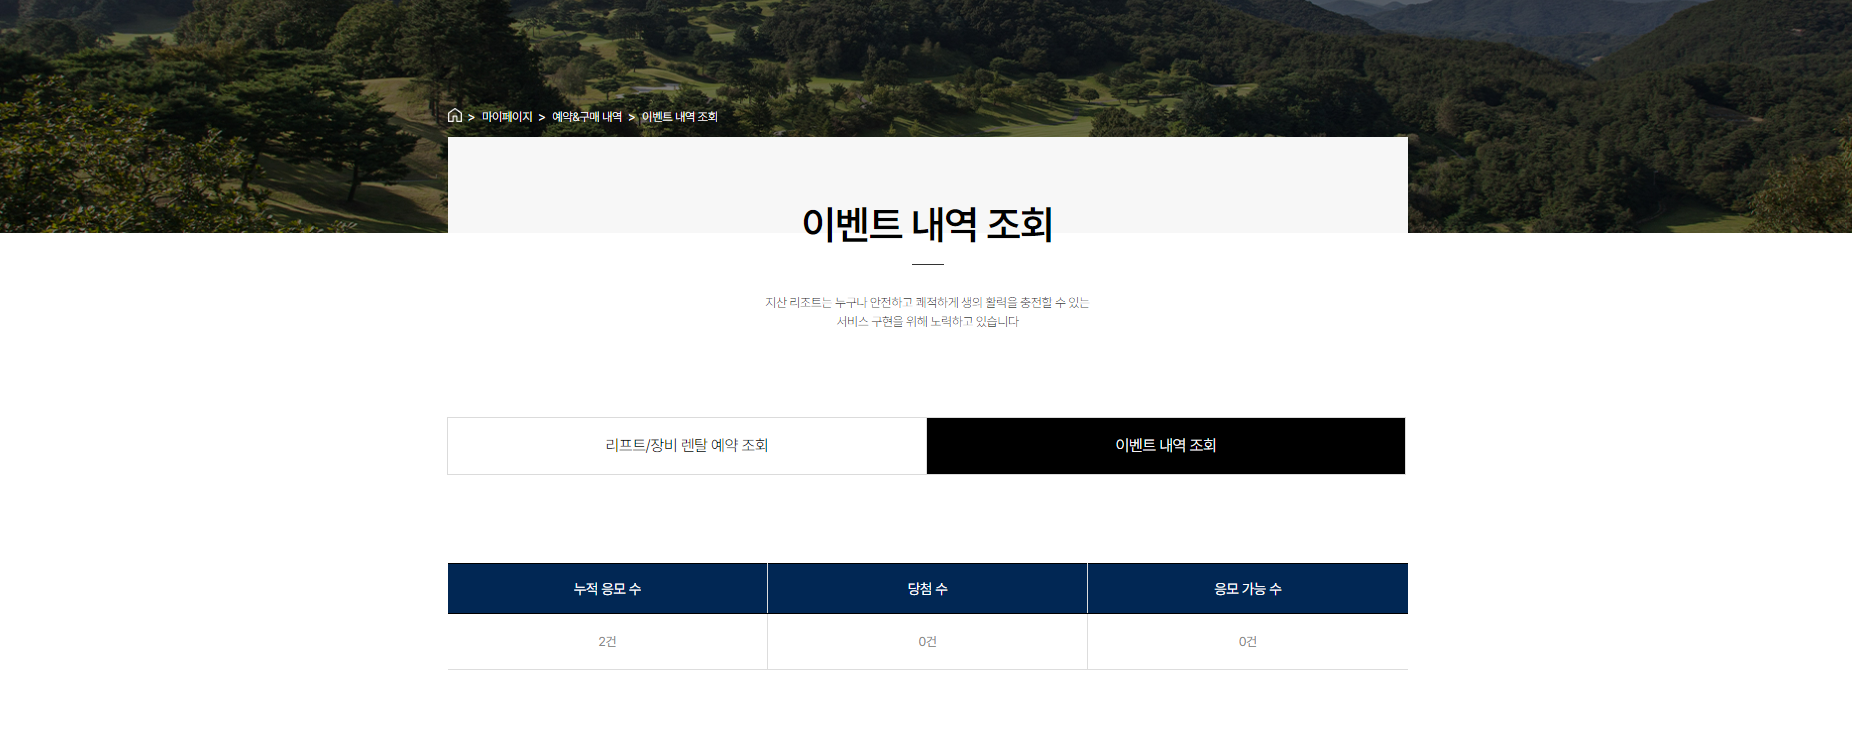 > 마이페이지 > 예약&구매 내역 > 이벤트 내역 조회
이벤트 내역 조회
지산 리조트는 누구나 안전하고 쾌적하게 생의 활력을 충전할 수 있는
서비스 구현을 위해 노력하고 있습니다
리프트/장비 렌탈 예약 조회
이벤트 내역 조회
누적 응모 수
당첨 수
응모 가능 수
2건
0건
0건